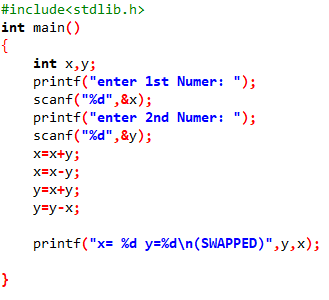 #include<stdlib.h>
int main()
{
int x,y;
printf("enter 1st Numer: ");
scanf("%d",&x);
printf("enter 2nd Numer: ");
scanf("%d",&y);
x=x+y;
x=x-y;
y=x+y;
y=y-x;
printf("x= %d y=%d\n(SWAPPED)",y,x);
}